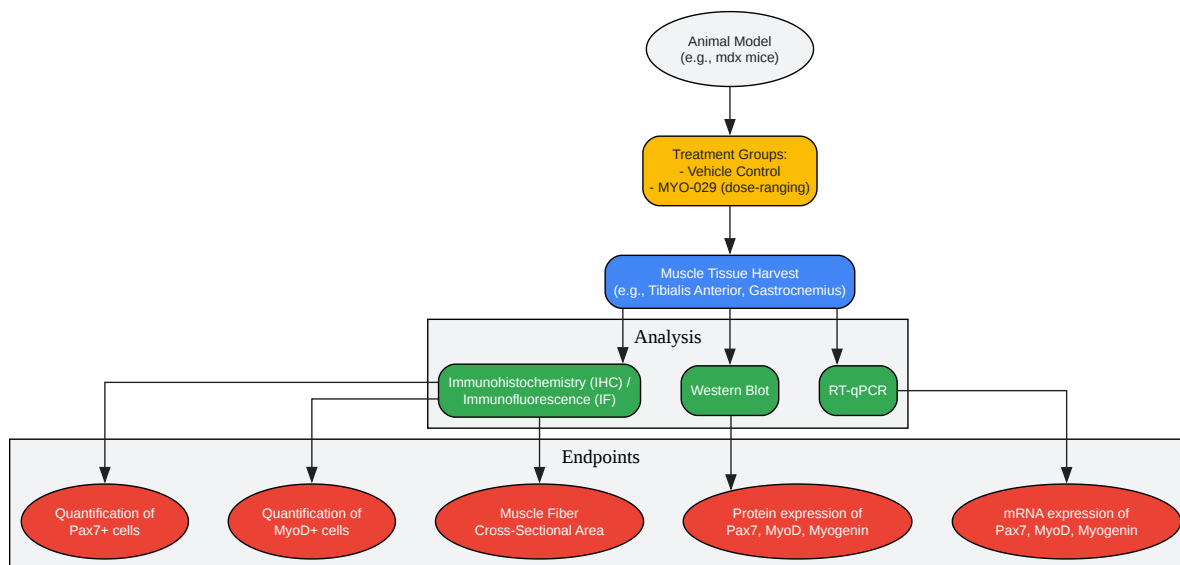 Animal Model
(e.g., mdx mice)
Treatment Groups:
- Vehicle Control
- MYO-029 (dose-ranging)
Muscle Tissue Harvest
(e.g., Tibialis Anterior, Gastrocnemius)
Analysis
Immunohistochemistry (IHC) /
Immunofluorescence (IF)
Western Blot
RT-qPCR
Endpoints
Quantification of
Pax7+ cells
Quantification of
MyoD+ cells
Muscle Fiber
Cross-Sectional Area
Protein expression of
Pax7, MyoD, Myogenin
mRNA expression of
Pax7, MyoD, Myogenin